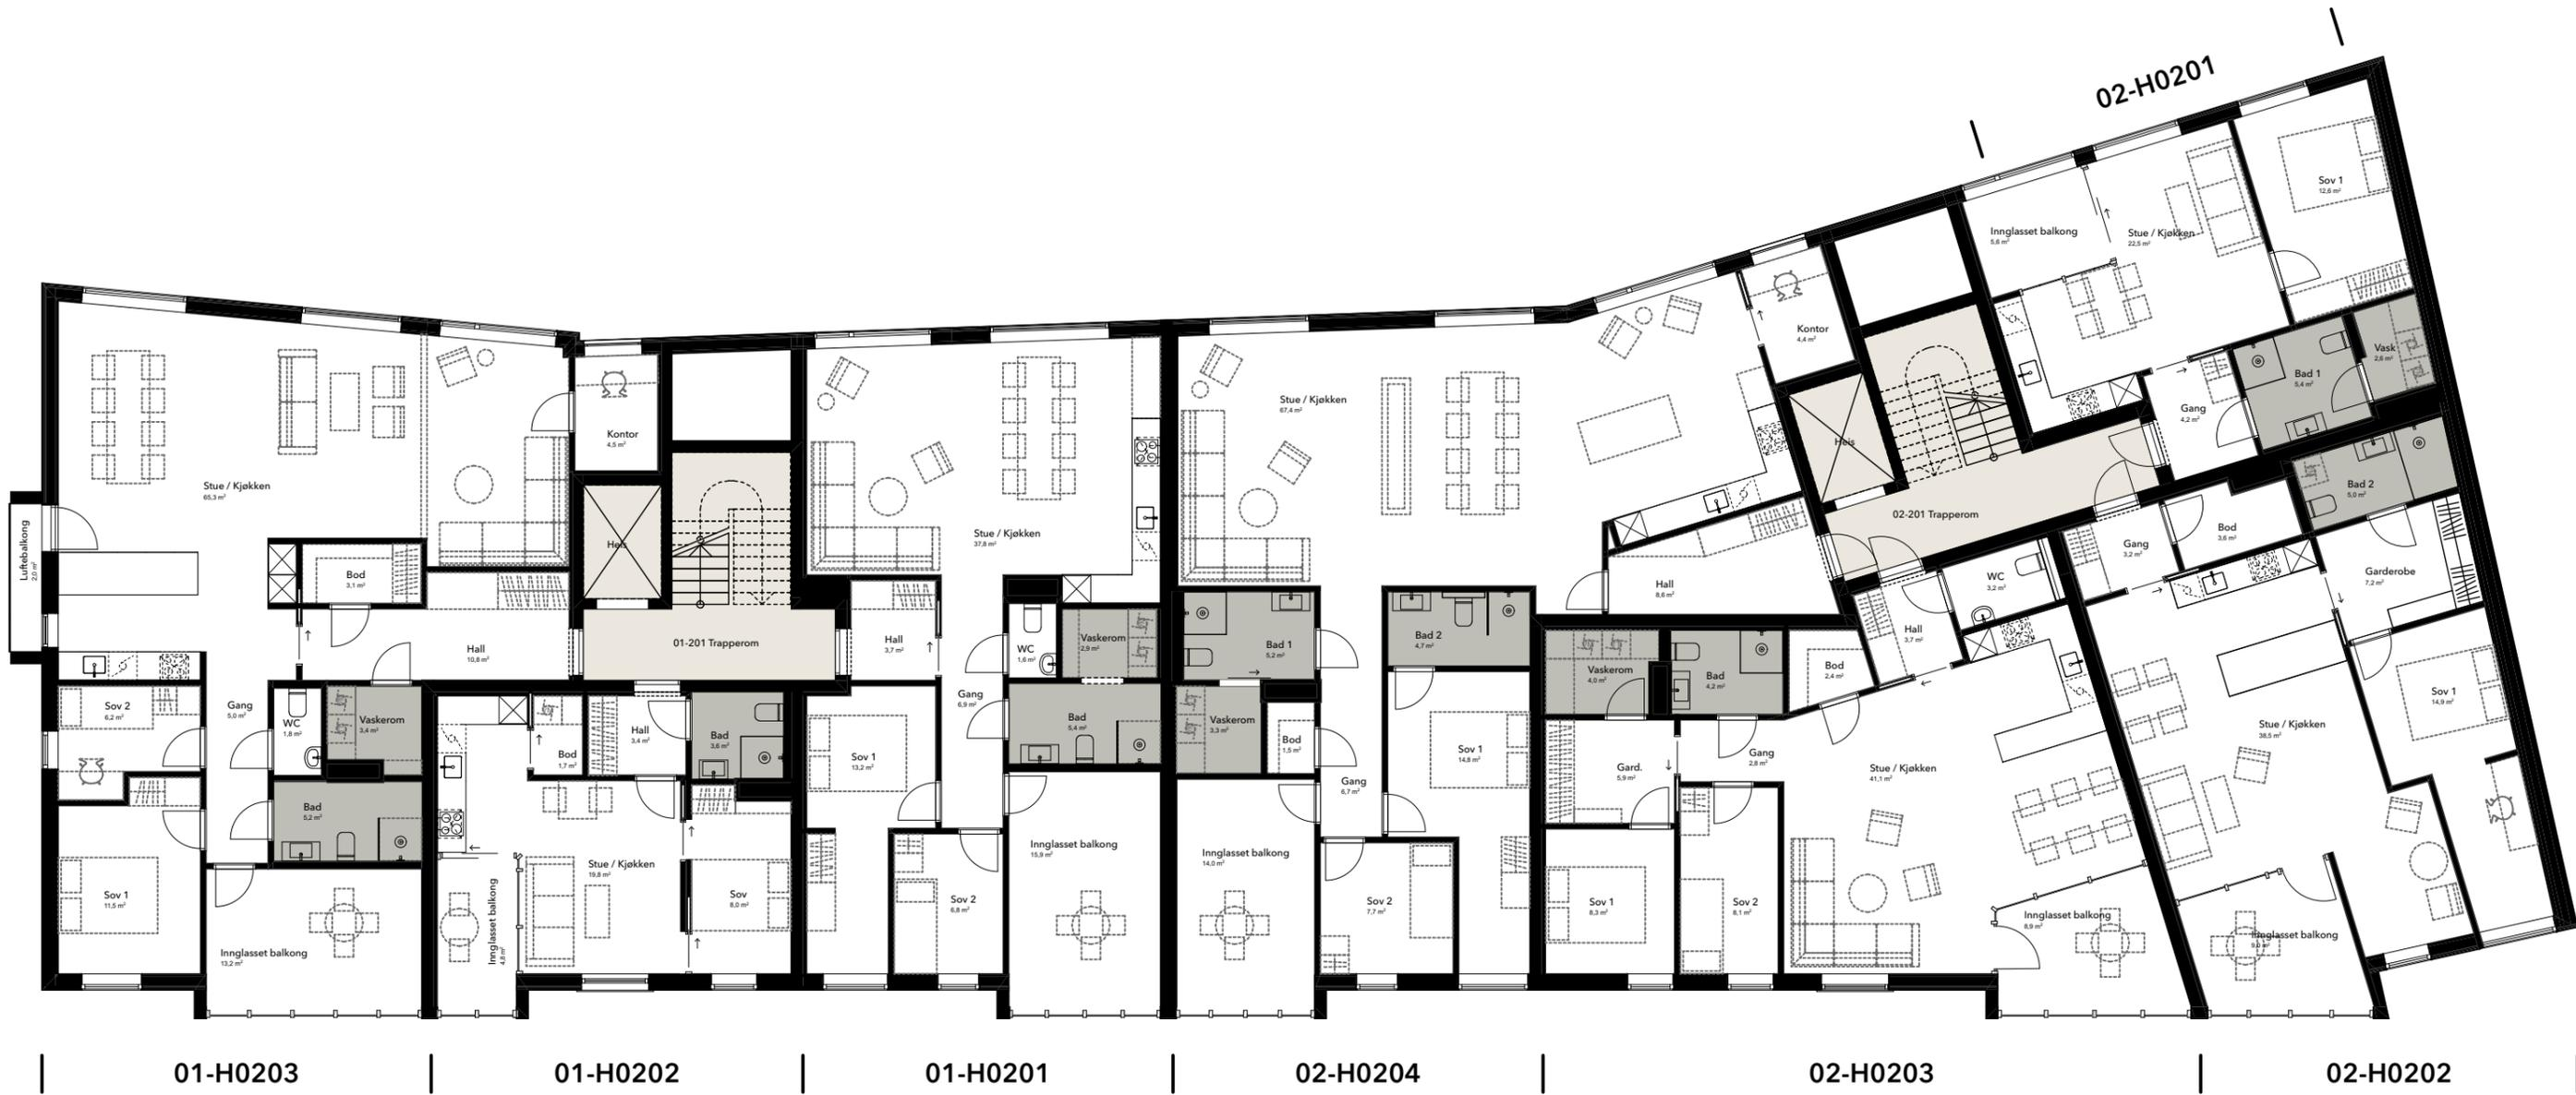 02-H0201
Sov 1
12,6 m²
Innglasset balkong
5,6 m²
Stue / Kjøkken
22,5 m²
Kontor
4,4 m²
Vask
2,6 m²
Bad 1
5,4 m²
Gang
4,2 m²
Heis
02-201 Trapperom
Bad 2
5,0 m²
Bod
3,6 m²
Gang
3,2 m²
Garderobe
7,2 m²
Sov 1
14,9 m²
Stue / Kjøkken
38,5 m²
Innglasset balkong
Kontor
4,5 m²
Stue / Kjøkken
65,3 m²
Luftebalkong
2,0 m²
Heis
Bod
3,1 m²
Hall
10,8 m²
01-201 Trapperom
Sov 2
6,2 m²
Gang
5,0 m²
WC
1,8 m²
Vaskerom
3,4 m²
Bad
5,2 m²
Sov 1
11,5 m²
Innglasset balkong
13,2 m²
Bod
1,7 m²
Hall
3,4 m²
Bad
3,6 m²
Stue / Kjøkken
19,8 m²
Sov
8,0 m²
Innglasset balkong
4,8 m²
Stue / Kjøkken
37,8 m²
Hall
3,7 m²
WC
1,6 m²
Vaskerom
2,9 m²
Gang
6,9 m²
Bad
5,4 m²
Sov 1
13,2 m²
Sov 2
6,8 m²
Innglasset balkong
15,9 m²
Stue / Kjøkken
67,4 m²
Hall
8,6 m²
Bad 1
5,2 m²
Bad 2
4,7 m²
Vaskerom
3,3 m²
Bod
1,5 m²
Gang
6,7 m²
Sov 1
14,8 m²
Sov 2
7,7 m²
Innglasset balkong
14,0 m²
WC
3,2 m²
Hall
3,7 m²
Vaskerom
4,0 m²
Bad
4,2 m²
Bod
2,4 m²
Gard.
5,9 m²
Gang
2,8 m²
Stue / Kjøkken
41,1 m²
Sov 1
8,3 m²
Sov 2
8,1 m²
Innglasset balkong
8,9 m²
01-H0203
01-H0202
01-H0201
02-H0204
02-H0203
02-H0202